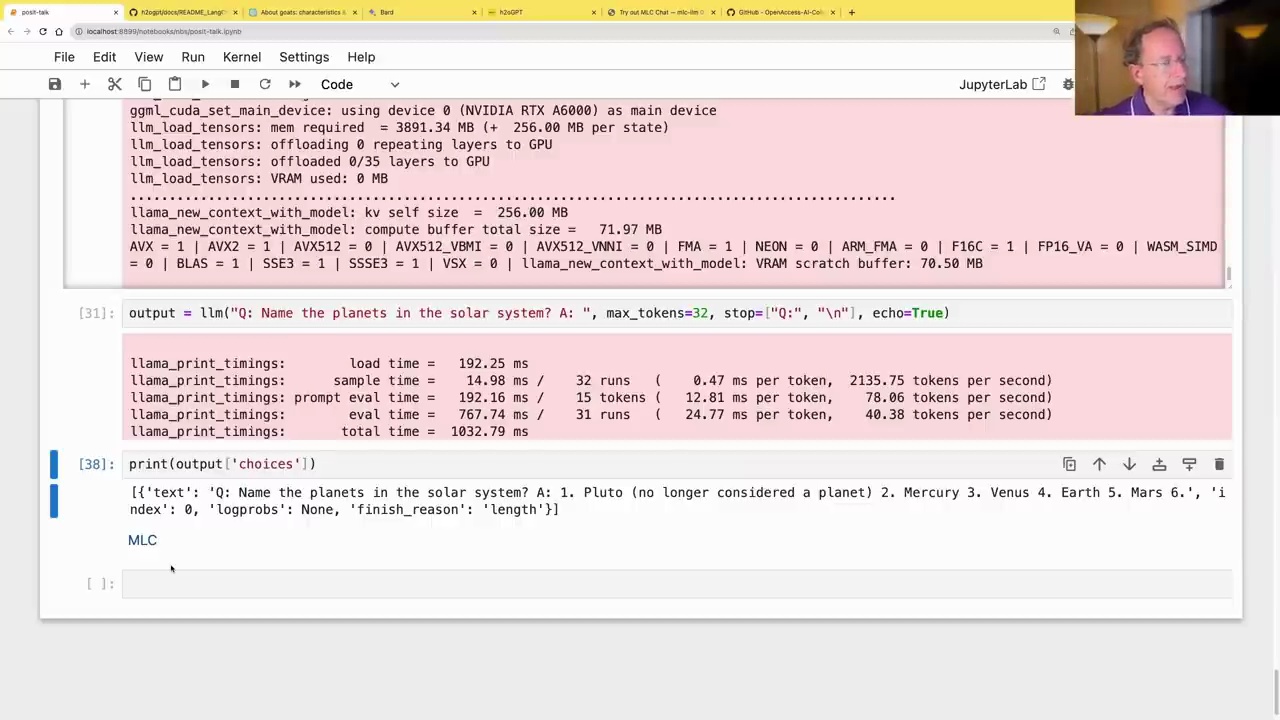 posit-talk
h2ogpt/docs/README_LangC
About goats: characteristics &
Bard
h2oGPT
Try out MLC Chat — mlc-llm 0
GitHub - OpenAccess-AI-Coll
localhost:8899/notebooks/nbs/posit-talk.ipynb
File Edit View Run Kernel Settings Help
Code
JupyterLab
ggml_cuda_set_main_device: using device 0 (NVIDIA RTX A6000) as main device
llm_load_tensors: mem required  = 3891.34 MB (+  256.00 MB per state)
llm_load_tensors: offloading 0 repeating layers to GPU
llm_load_tensors: offloaded 0/35 layers to GPU
llm_load_tensors: VRAM used: 0 MB
...................................................................................................
llama_new_context_with_model: kv self size  =  256.00 MB
llama_new_context_with_model: compute buffer total size =   71.97 MB
AVX = 1 | AVX2 = 1 | AVX512 = 0 | AVX512_VBMI = 0 | AVX512_VNNI = 0 | FMA = 1 | NEON = 0 | ARM_FMA = 0 | F16C = 1 | FP16_VA = 0 | WASM_SIMD
= 0 | BLAS = 1 | SSE3 = 1 | SSSE3 = 1 | VSX = 0 | llama_new_context_with_model: VRAM scratch buffer: 70.50 MB
[31]: output = llm("Q: Name the planets in the solar system? A: ", max_tokens=32, stop=["Q:", "\n"], echo=True)
llama_print_timings:        load time =   192.25 ms
llama_print_timings:      sample time =    14.98 ms /    32 runs   (    0.47 ms per token,  2135.75 tokens per second)
llama_print_timings: prompt eval time =   192.16 ms /    15 tokens (   12.81 ms per token,    78.06 tokens per second)
llama_print_timings:        eval time =   767.74 ms /    31 runs   (   24.77 ms per token,    40.38 tokens per second)
llama_print_timings:       total time =  1032.79 ms
[38]: print(output['choices'])
[{'text': 'Q: Name the planets in the solar system? A: 1. Pluto (no longer considered a planet) 2. Mercury 3. Venus 4. Earth 5. Mars 6.', 'i
ndex': 0, 'logprobs': None, 'finish_reason': 'length'}]
MLC
[ ]: